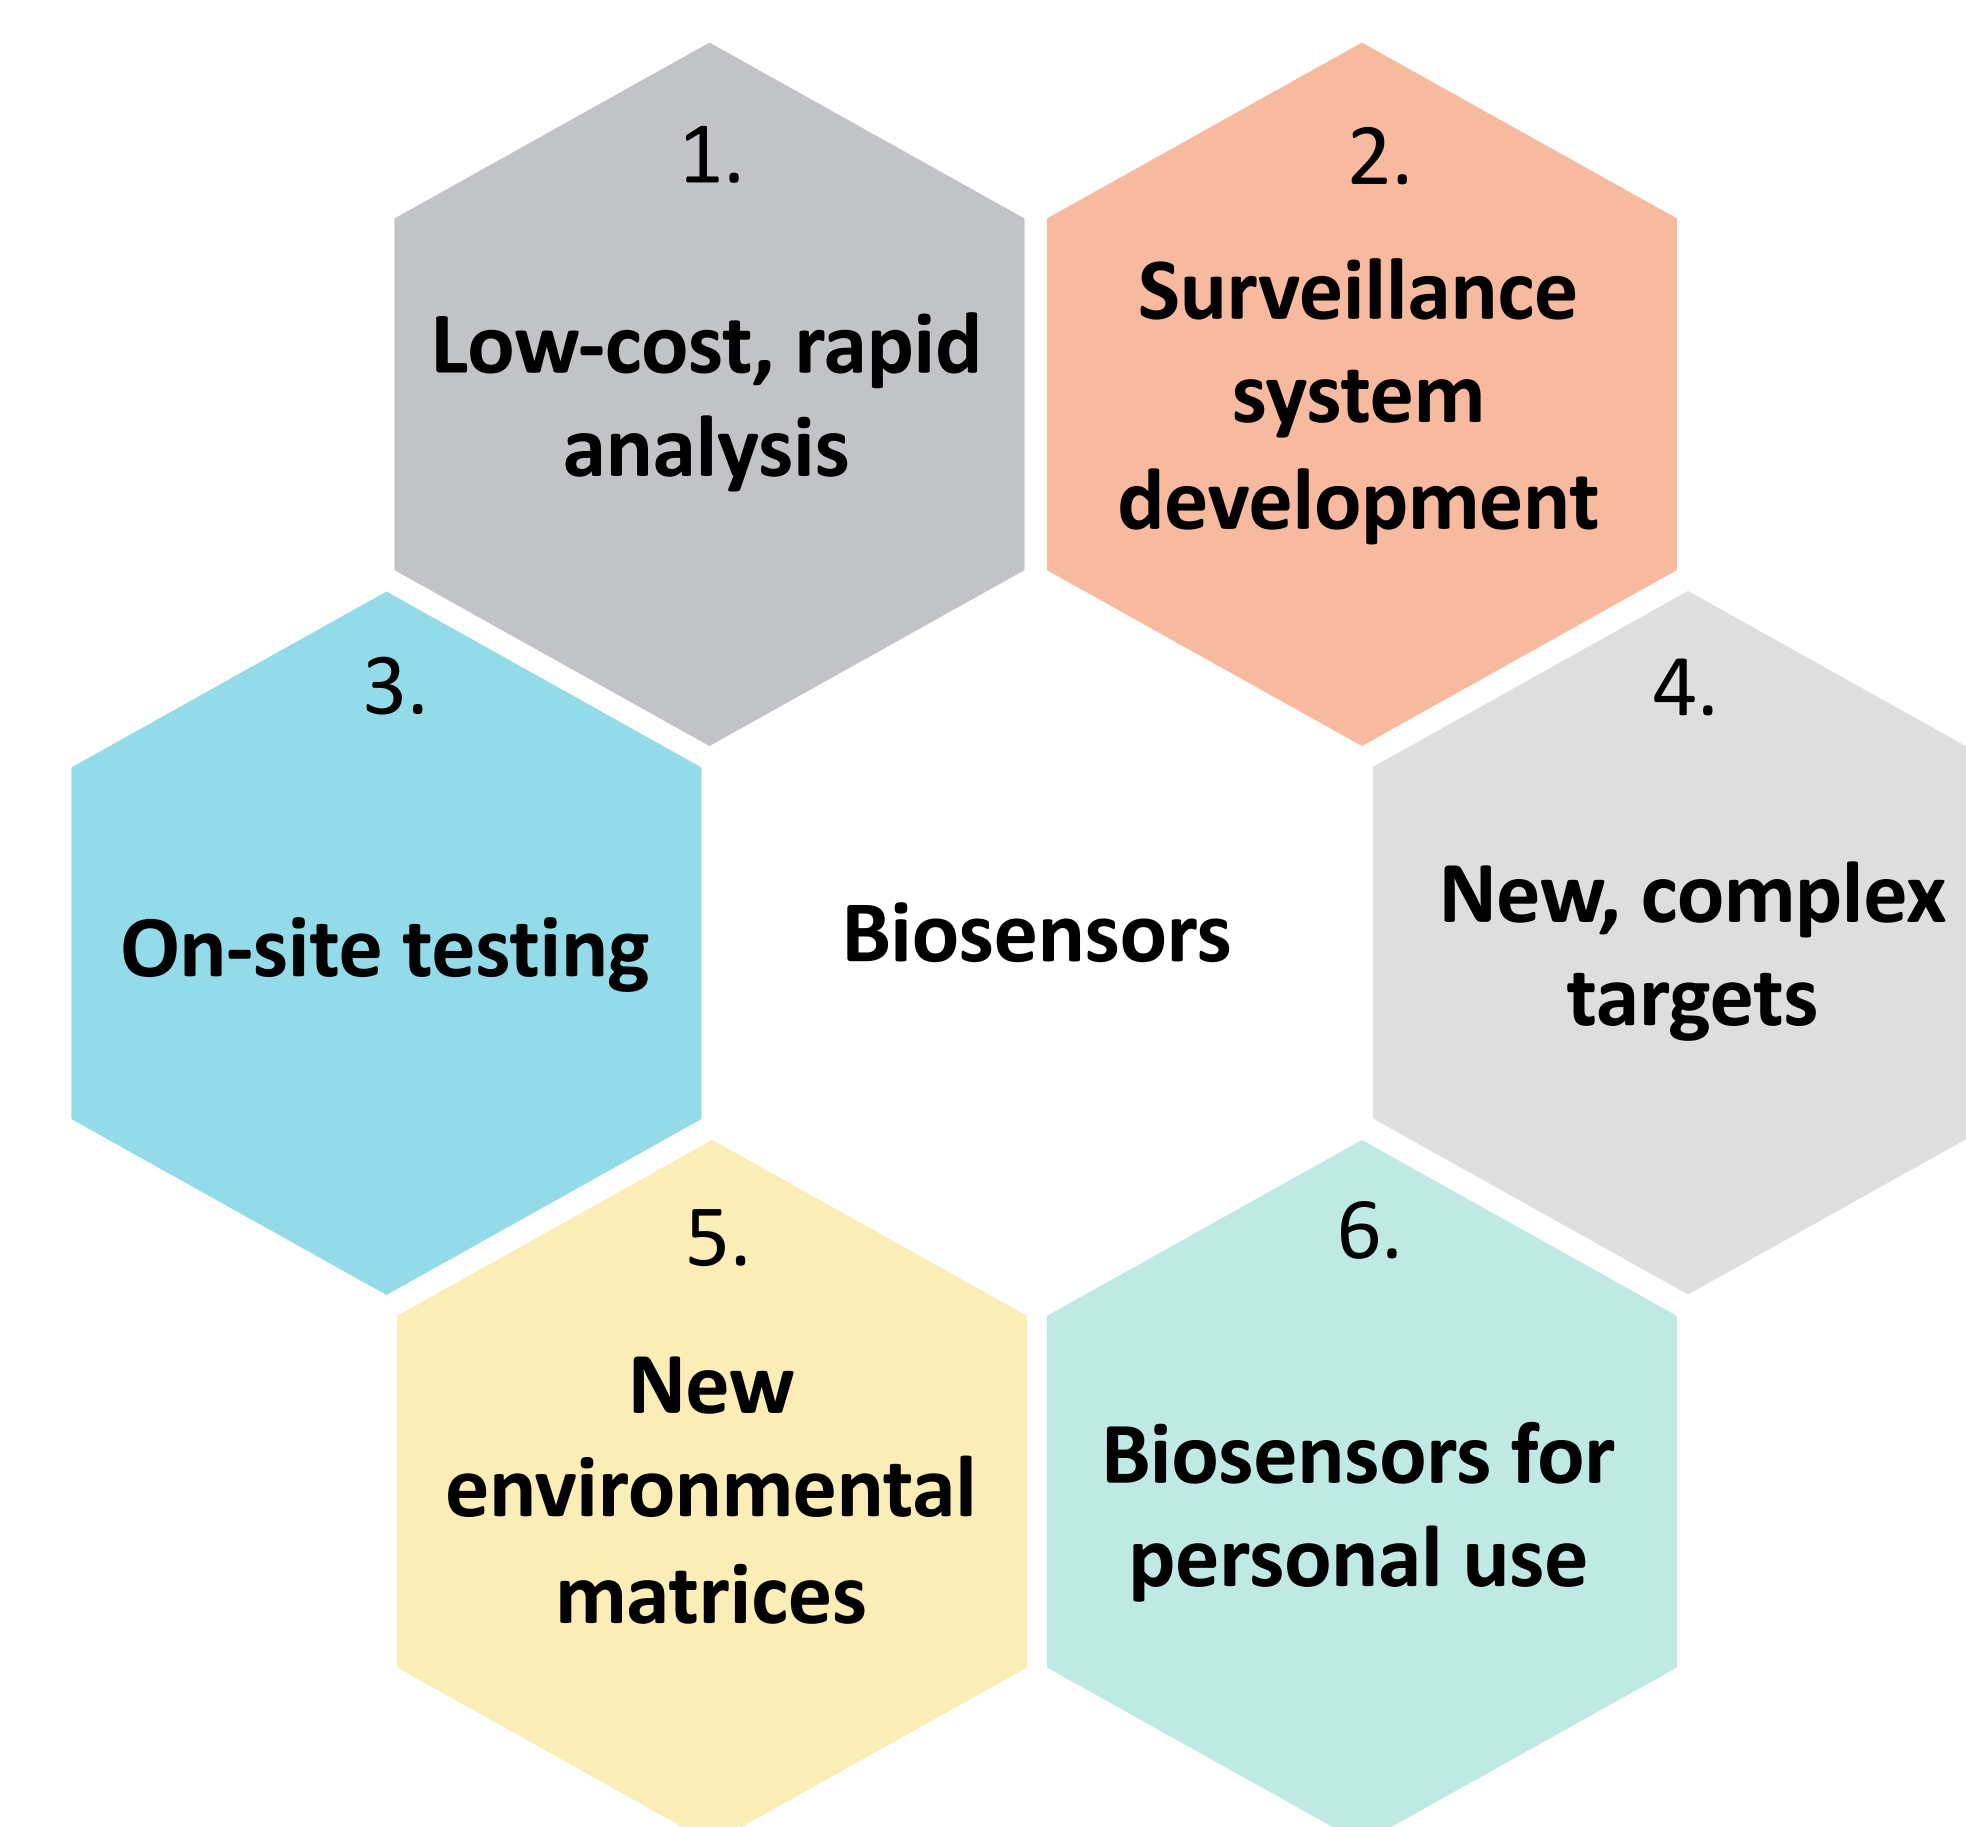 1.
Low-cost, rapid
analysis
2.
Surveillance
system
development
3.
On-site testing
Biosensors
4.
New, complex
targets
5.
New
environmental
matrices
6.
Biosensors for
personal use